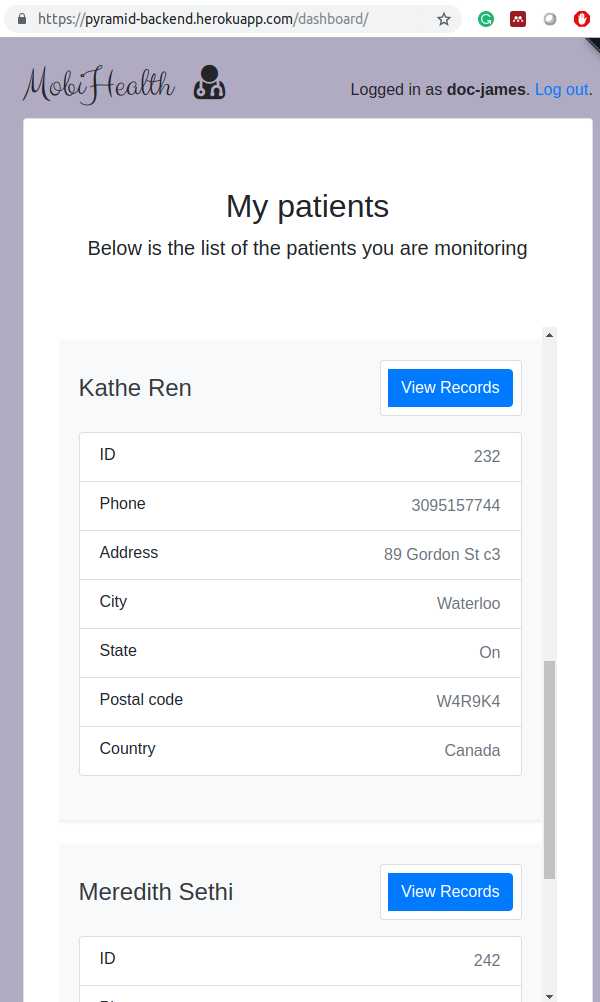 https://pyramid-backend.herokuapp.com/dashboard/
MobiHealth
Logged in as doc-james. Log out.
My patients
Below is the list of the patients you are monitoring
Kathe Ren
View Records
ID 232
Phone 3095157744
Address 89 Gordon St c3
City Waterloo
State On
Postal code W4R9K4
Country Canada
Meredith Sethi
View Records
ID 242